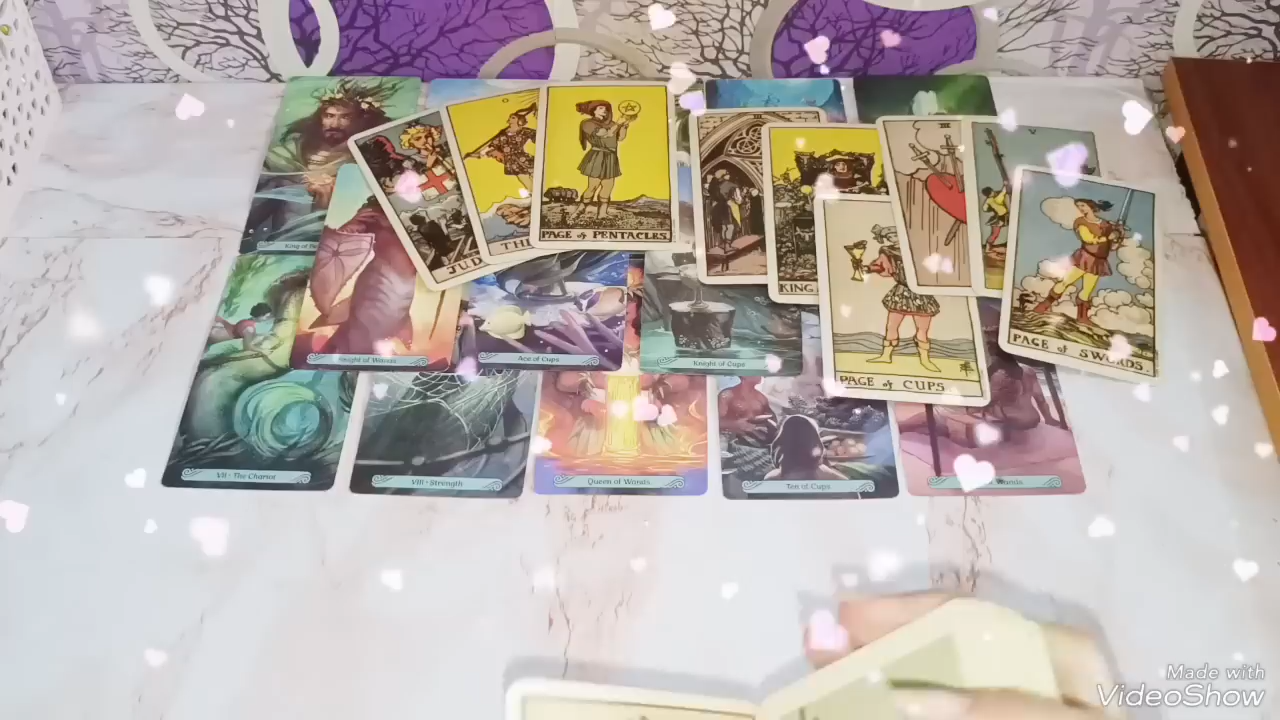 O
III
III
V
King of
JUD
TH
PAGE of PENTACLES.
KING
PAGE of CUPS
PAGE of SWORDS.
Knight of Wands
Ace of Cups
Knight of Cups
VII - The Chariot
VIII - Strength
Queen of Wands
Ten of Cups
Wands
Made with
VideoShow